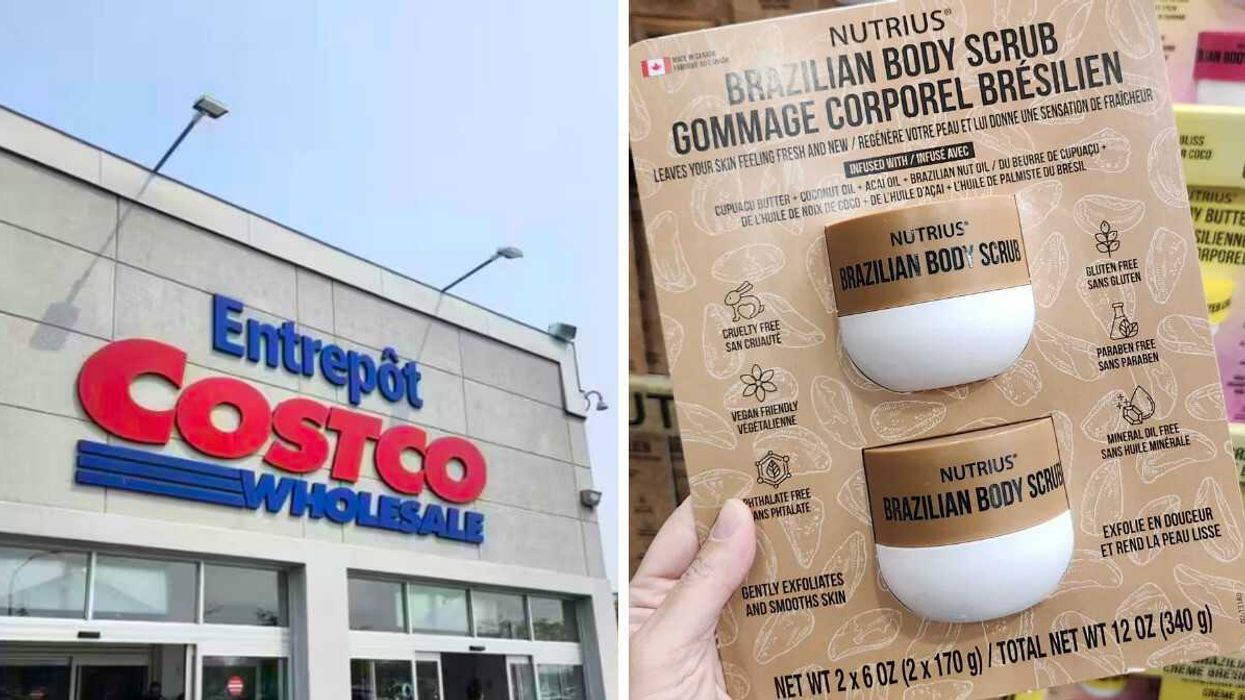 Entrepôt
COSTCO
WHOLESALE
NUTRIUS®
MADE IN CANADA
BRAZILIAN BODY SCRUB
GOMMAGE CORPOREL BRÉSILIEN
LEAVES YOUR SKIN FEELING FRESH AND NEW / REGÉNÈRE VOTRE PEAU ET LUI DONNE UNE SENSATION DE FRAÎCHEUR
INFUSED WITH / INFUSÉ AVEC
CUPUAÇU BUTTER + COCONUT OIL + ACAI OIL + BRAZILIAN NUT OIL / DU BEURRE DE CUPUAÇU +
DE L'HUILE DE NOIX DE COCO + DE L'HUILE D'AÇAI + L'HUILE DE PALMISTE DU BRÉSIL
NUTRIUS®
BRAZILIAN BODY SCRUB
CRUELTY FREE
SAN CRUAUTÉ
VEGAN FRIENDLY
VÉGÉTALIENNE
PHTHALATE FREE
SANS PHTALATE
GLUTEN FREE
SANS GLUTEN
PARABEN FREE
SANS PARABEN
MINERAL OIL FREE
SANS HUILE MINÉRALE
NUTRIUS®
BRAZILIAN BODY SCRUB
GENTLY EXFOLIATES
AND SMOOTHS SKIN
EXFOLIE EN DOUCEUR
ET REND LA PEAU LISSE
NET WT 2 x 6 OZ (2 x 170 g) / TOTAL NET WT 12 OZ (340 g)